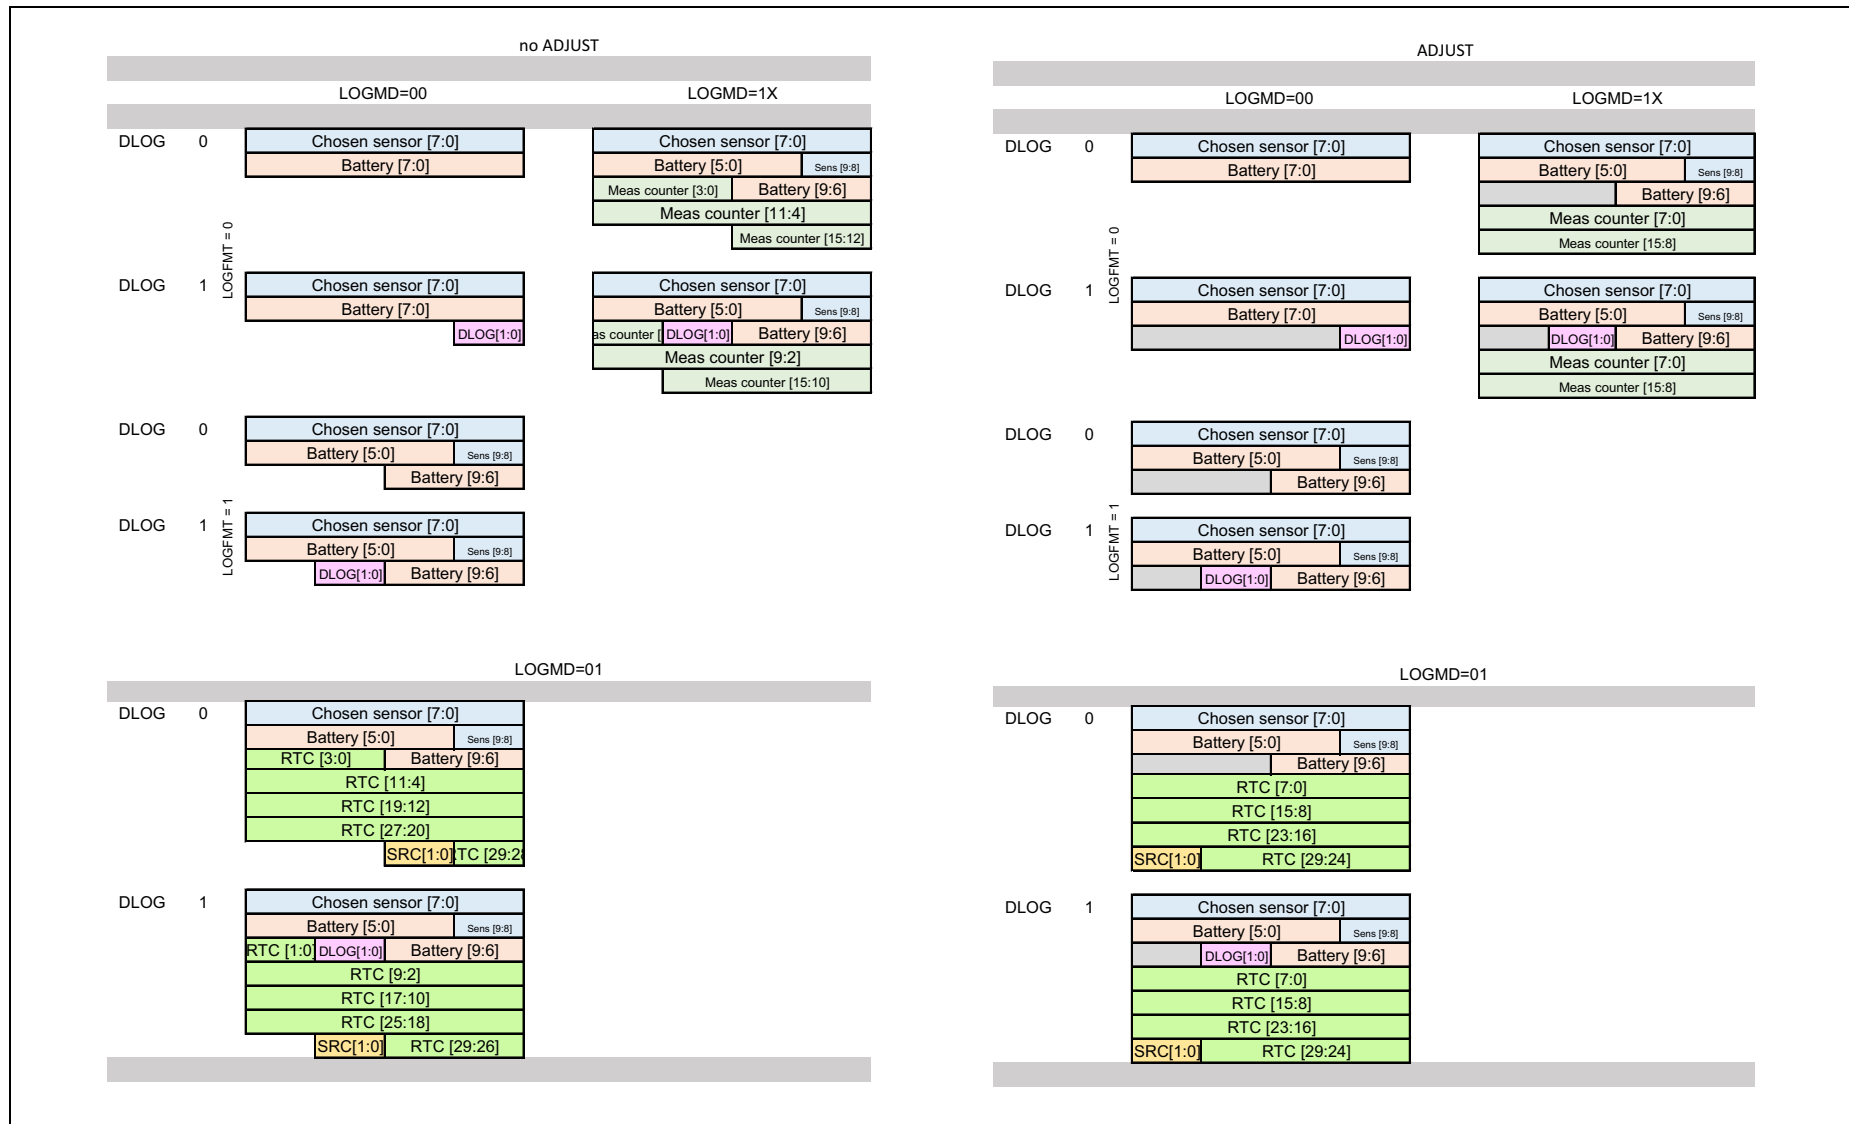 no ADJUST
LOGMD=00 LOGMD=1X
DLOG 0 Chosen sensor [7:0] Chosen sensor [7:0]
Battery [7:0] Battery [5:0] Sens [9:8]
Meas counter [3:0] Battery [9:6]
Meas counter [11:4]
Meas counter [15:12]
LOGFMT = 0
DLOG 1 Chosen sensor [7:0] Chosen sensor [7:0]
Battery [7:0] Battery [5:0] Sens [9:8]
DLOG[1:0] as counter [ DLOG[1:0] Battery [9:6]
Meas counter [9:2]
Meas counter [15:10]
DLOG 0 Chosen sensor [7:0]
Battery [5:0] Sens [9:8]
Battery [9:6]
LOGFMT = 1
DLOG 1 Chosen sensor [7:0]
Battery [5:0] Sens [9:8]
DLOG[1:0] Battery [9:6]
LOGMD=01
DLOG 0 Chosen sensor [7:0]
Battery [5:0] Sens [9:8]
RTC [3:0] Battery [9:6]
RTC [11:4]
RTC [19:12]
RTC [27:20]
SRC[1:0] RTC [29:28
DLOG 1 Chosen sensor [7:0]
Battery [5:0] Sens [9:8]
RTC [1:0] DLOG[1:0] Battery [9:6]
RTC [9:2]
RTC [17:10]
RTC [25:18]
SRC[1:0] RTC [29:26]
ADJUST
LOGMD=00 LOGMD=1X
DLOG 0 Chosen sensor [7:0] Chosen sensor [7:0]
Battery [7:0] Battery [5:0] Sens [9:8]
Battery [9:6]
Meas counter [7:0]
Meas counter [15:8]
LOGFMT = 0
DLOG 1 Chosen sensor [7:0] Chosen sensor [7:0]
Battery [7:0] Battery [5:0] Sens [9:8]
DLOG[1:0] DLOG[1:0] Battery [9:6]
Meas counter [7:0]
Meas counter [15:8]
DLOG 0 Chosen sensor [7:0]
Battery [5:0] Sens [9:8]
Battery [9:6]
LOGFMT = 1
DLOG 1 Chosen sensor [7:0]
Battery [5:0] Sens [9:8]
DLOG[1:0] Battery [9:6]
LOGMD=01
DLOG 0 Chosen sensor [7:0]
Battery [5:0] Sens [9:8]
Battery [9:6]
RTC [7:0]
RTC [15:8]
RTC [23:16]
SRC[1:0] RTC [29:24]
DLOG 1 Chosen sensor [7:0]
Battery [5:0] Sens [9:8]
DLOG[1:0] Battery [9:6]
RTC [7:0]
RTC [15:8]
RTC [23:16]
SRC[1:0] RTC [29:24]